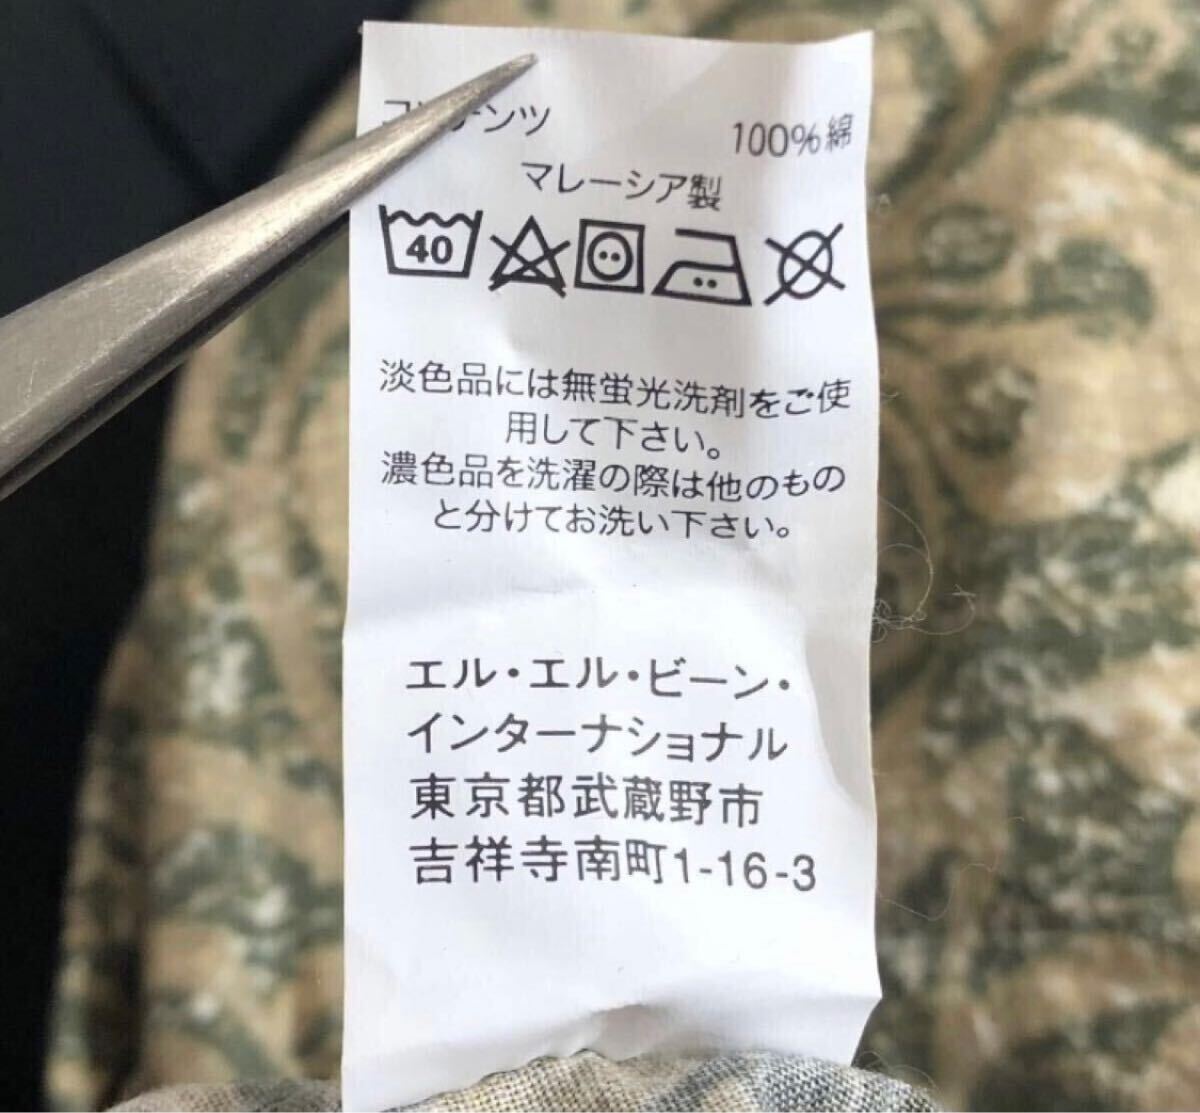 100%綿
マレーシア製
40
淡色品には無蛍光洗剤をご使
用して下さい。
濃色品を洗濯の際は他のもの
と分けてお洗い下さい。
エル・エル・ビーン・
インターナショナル
東京都武蔵野市
吉祥寺南町1-16-3